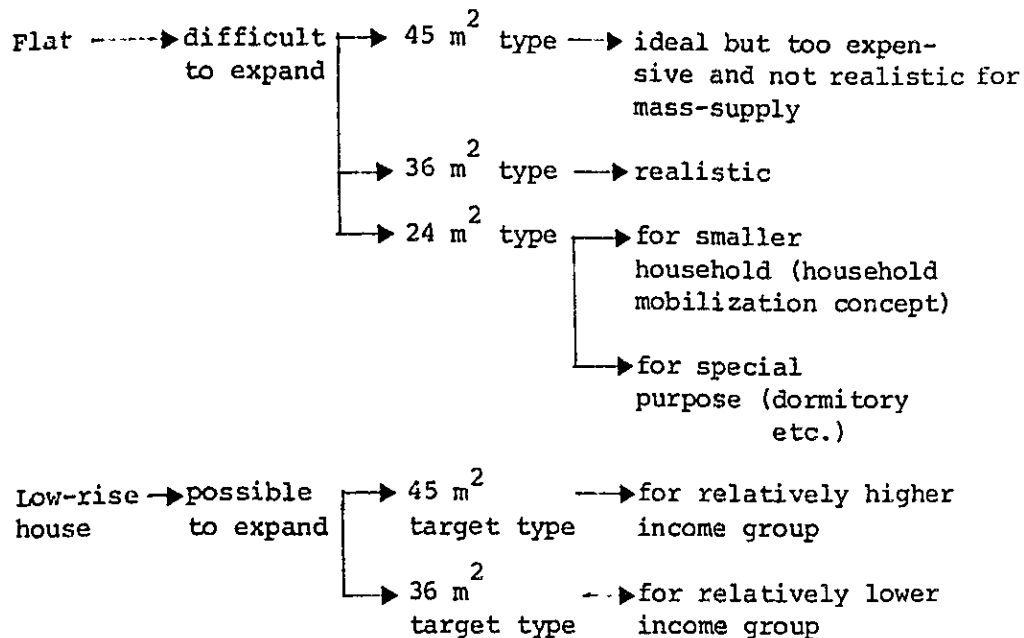 Flat difficult to expand
45 m² type
ideal but too expen-
sive and not realistic for
mass-supply
36 m² type
realistic
24 m² type
for smaller
household (household
mobilization concept)
for special
purpose (dormitory
etc.)
Low-rise
house
possible
to expand
45 m²
target type
for relatively higher
income group
36 m²
target type
for relatively lower
income group